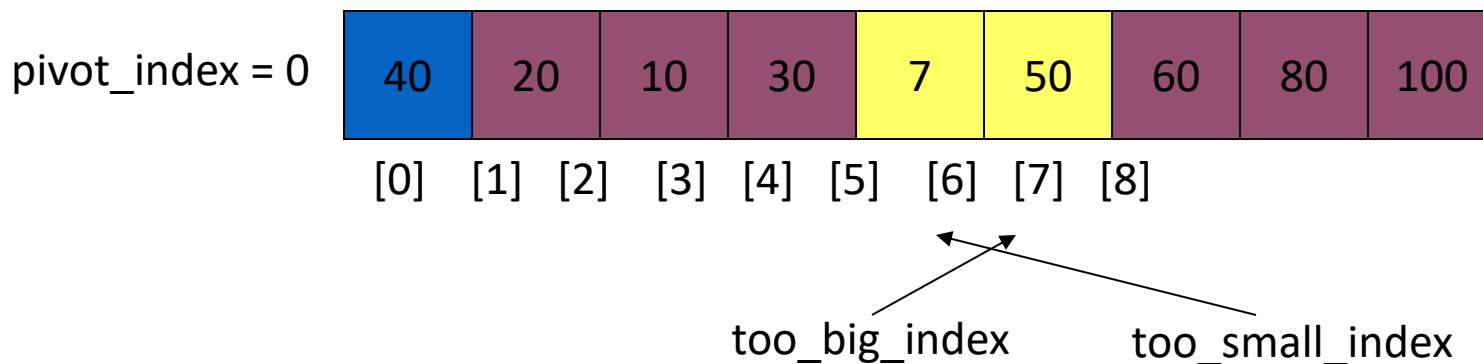 pivot_index = 0 40 20 10 30 7 50 60 80 100
[0] [1] [2] [3] [4] [5] [6] [7] [8]
too_big_index too_small_index